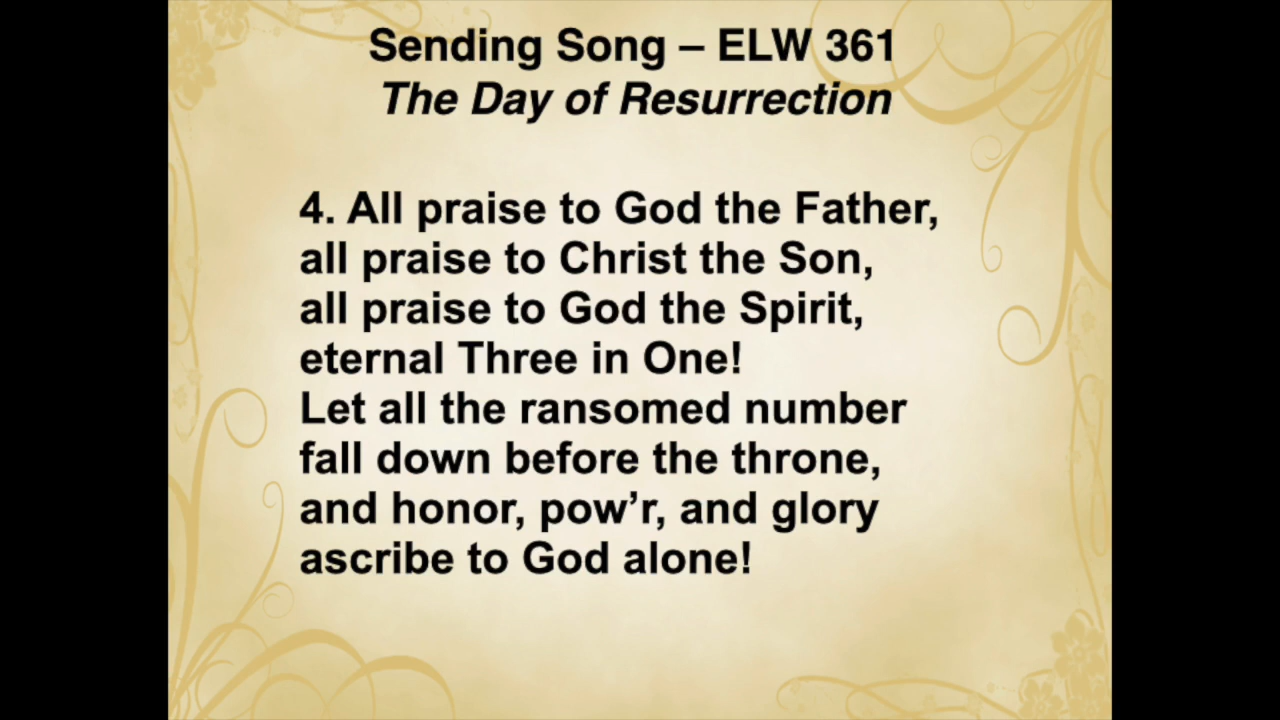 Sending Song – ELW 361
The Day of Resurrection
4. All praise to God the Father,
all praise to Christ the Son,
all praise to God the Spirit,
eternal Three in One!
Let all the ransomed number
fall down before the throne,
and honor, pow’r, and glory
ascribe to God alone!